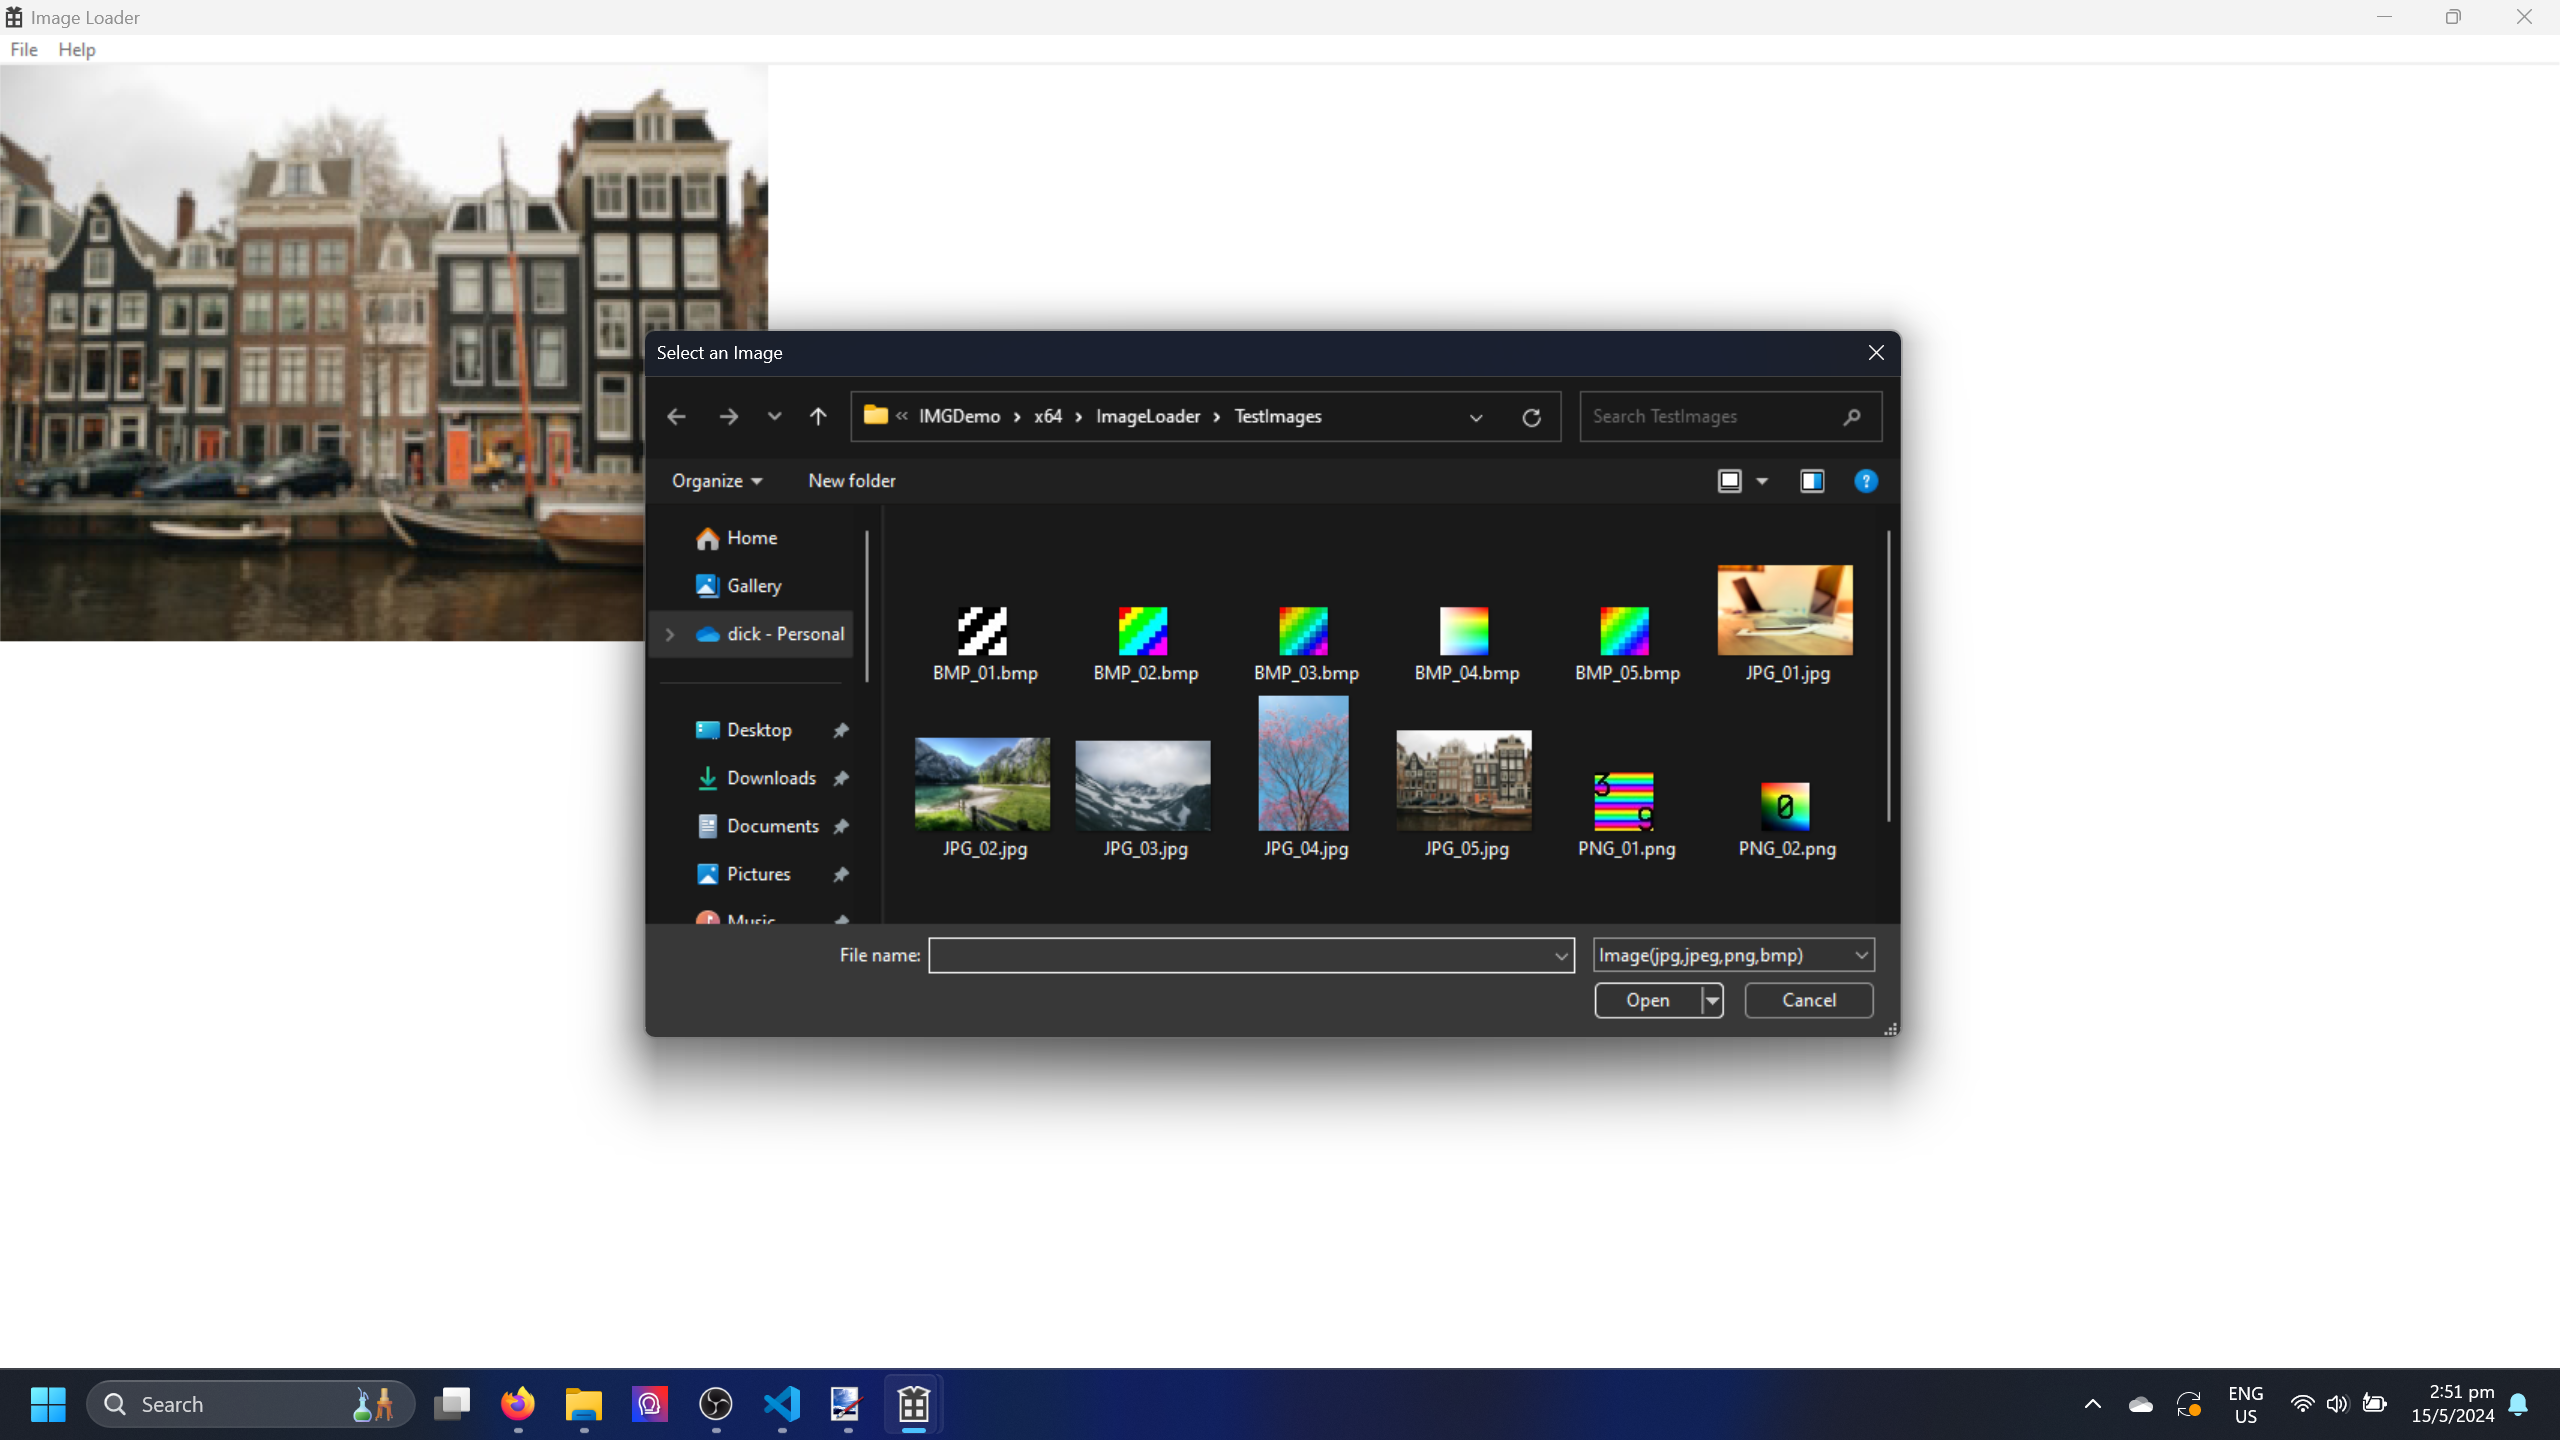 Image Loader
File Help
Select an Image
« IMGDemo > x64 > ImageLoader > TestImages
Search TestImages
Organize New folder
?
Home
Gallery
dick - Personal
Desktop
Downloads
Documents
Pictures
Music
BMP_01.bmp BMP_02.bmp BMP_03.bmp BMP_04.bmp BMP_05.bmp JPG_01.jpg
3
9
0
JPG_02.jpg JPG_03.jpg JPG_04.jpg JPG_05.jpg PNG_01.png PNG_02.png
File name: Image(jpg,jpeg,png,bmp)
Open Cancel
Search
ENG
US
2:51 pm
15/5/2024